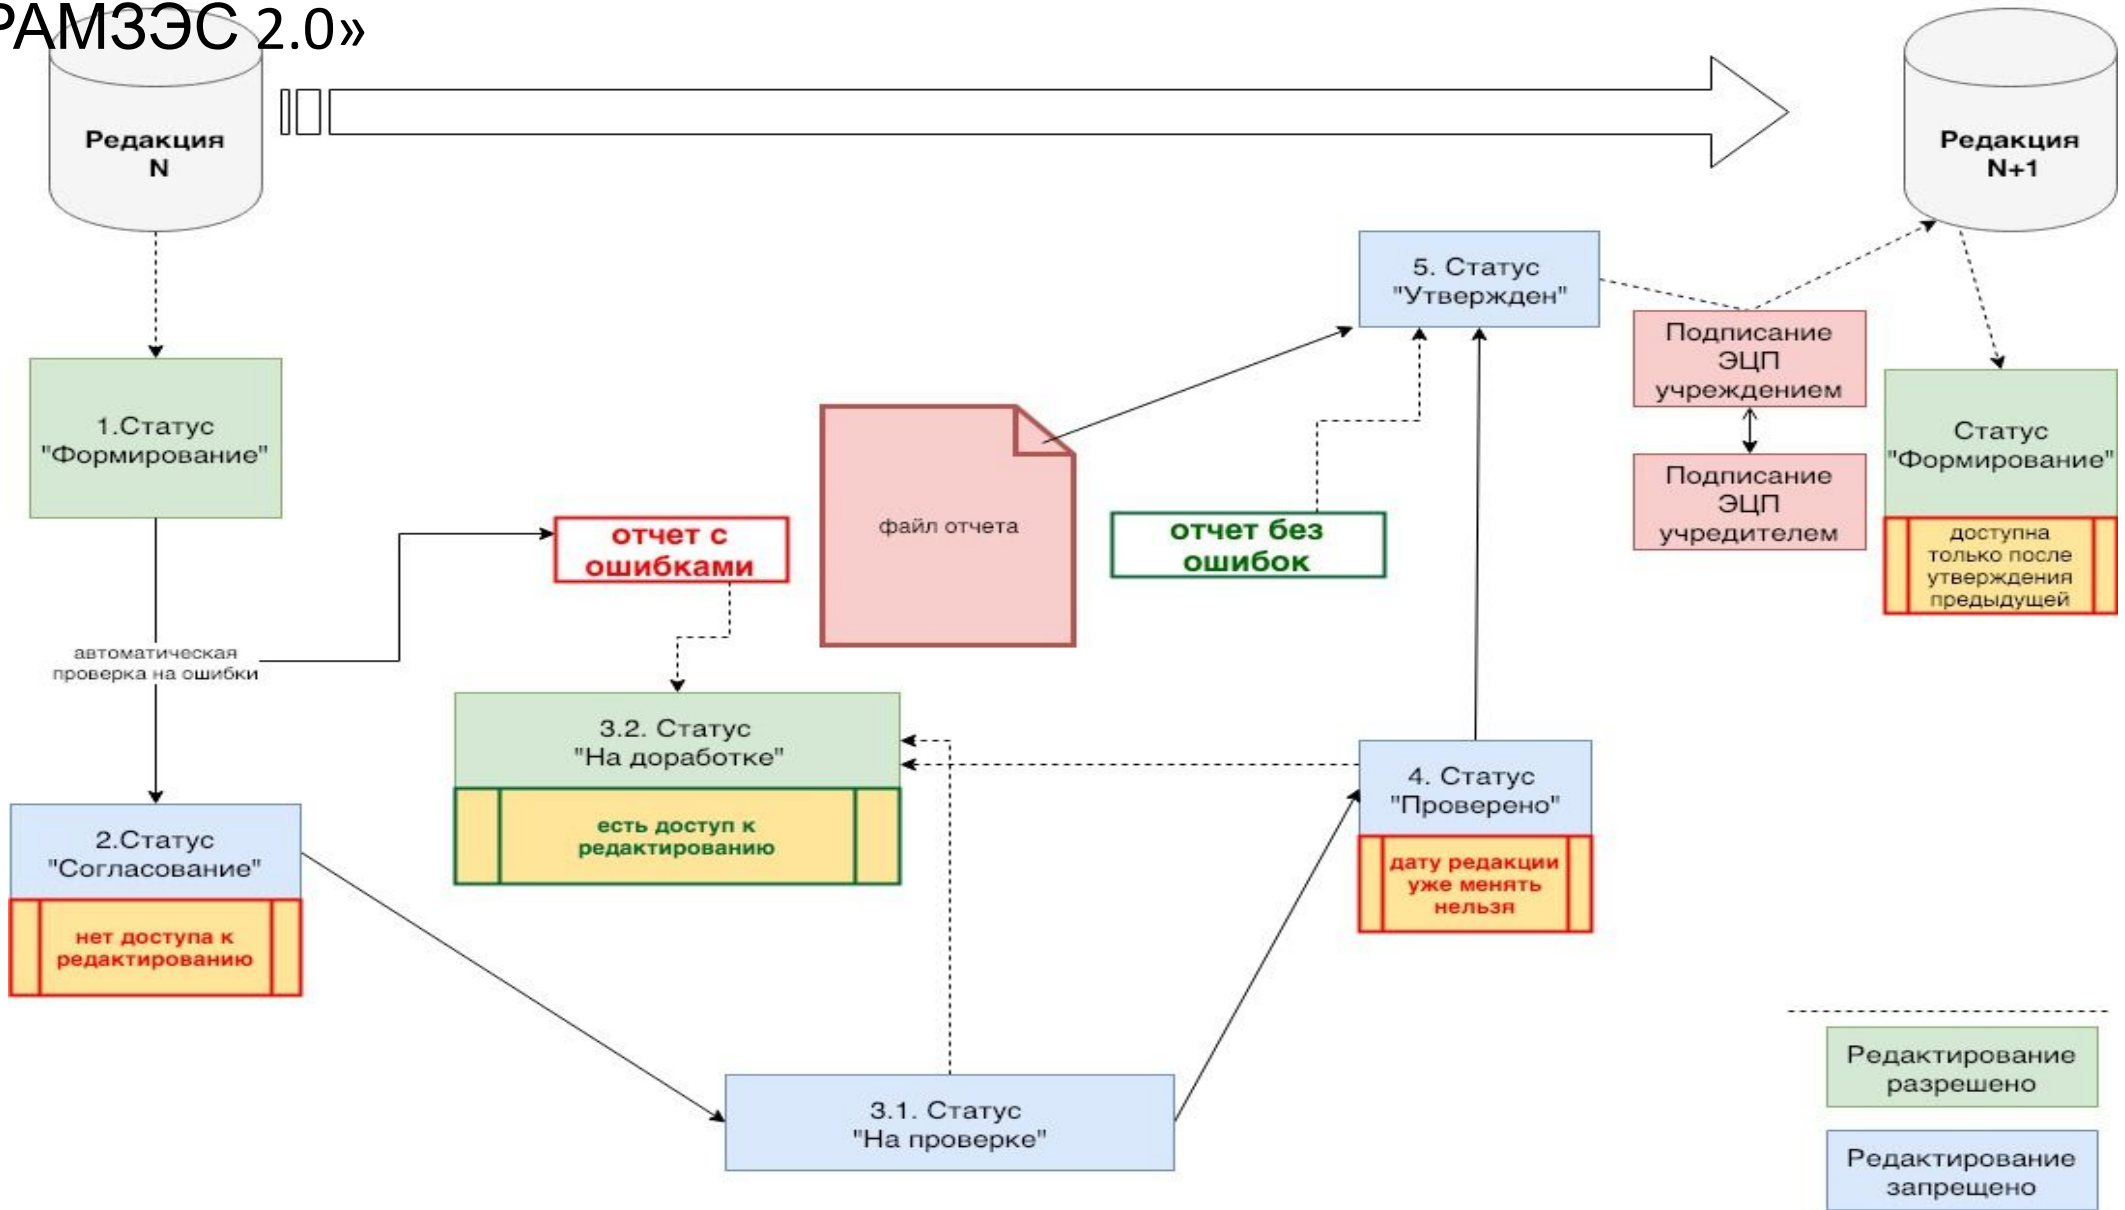 РАМЗЭС 2.0»
Редакция
N
Редакция
N+1
5. Статус
"Утвержден"
Подписание
ЭЦП
учреждением
1.Статус
"Формирование"
Статус
"Формирование"
Подписание
ЭЦП
учредителем
файл отчета
отчет с
ошибками
отчет без
ошибок
доступна
только после
утверждения
предыдущей
автоматическая
проверка на ошибки
3.2. Статус
"На доработке"
4. Статус
"Проверено"
есть доступ к
редактированию
2.Статус
"Согласование"
дату редакции
уже менять
нельзя
нет доступа к
редактированию
3.1. Статус
"На проверке"
Редактирование
разрешено
Редактирование
запрещено